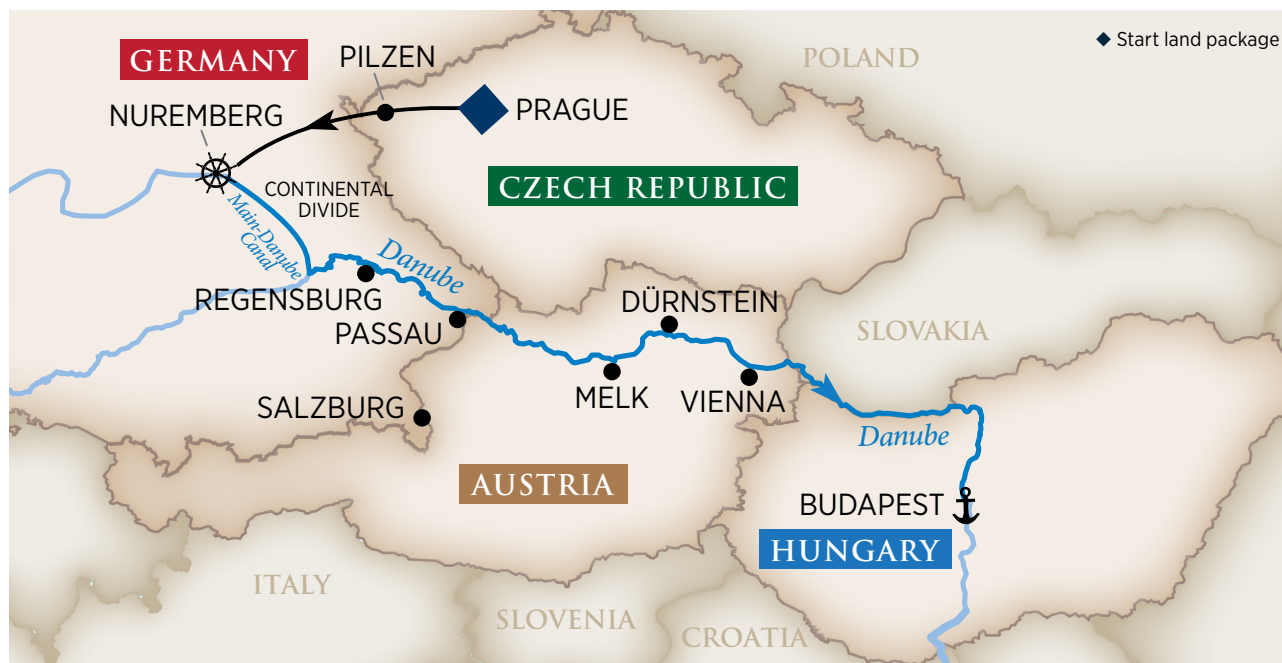 ◆ Start land package
GERMANY
PILZEN
POLAND
NUREMBERG
PRAGUE
CZECH REPUBLIC
CONTINENTAL
DIVIDE
Main-Danube
Canal
Danube
REGENSBURG
PASSAU
DÜRNSTEIN
SLOVAKIA
SALZBURG
MELK
VIENNA
Danube
AUSTRIA
BUDAPEST
HUNGARY
ITALY
SLOVENIA
CROATIA